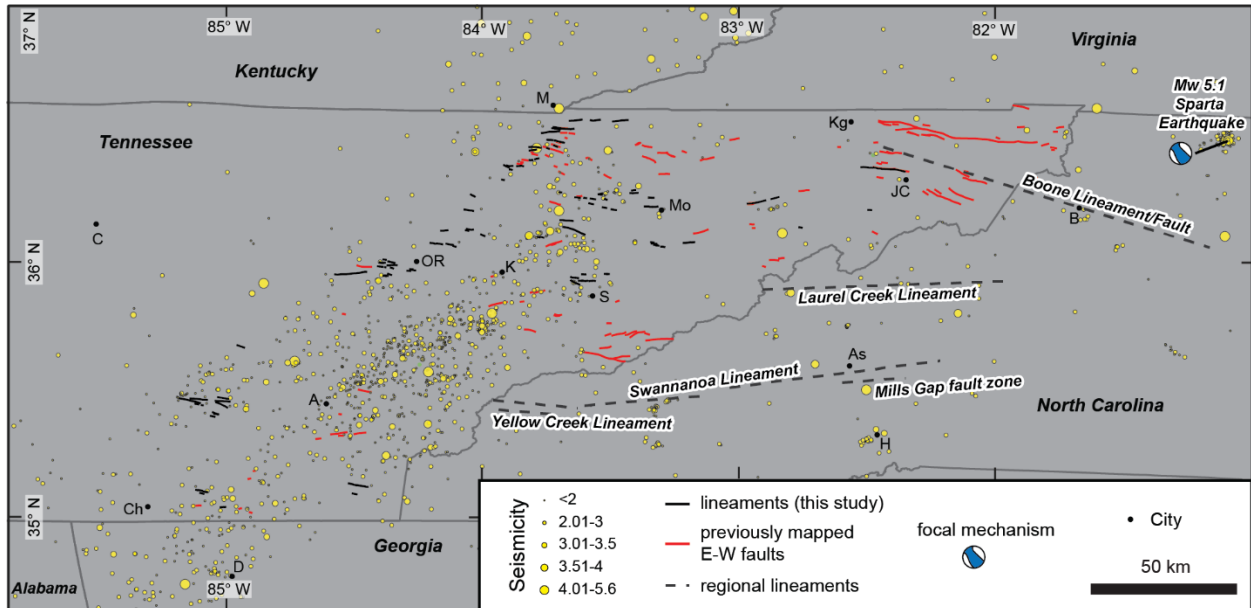 37° N
85° W
84° W
83° W
82° W
Virginia
Kentucky
Mw 5.1
Sparta
Earthquake
M
Kg
Tennessee
JC
Mo
Boone Lineament/Fault
B
C
36° N
OR
K
S
Laurel Creek Lineament
As
Swannanoa Lineament
Mills Gap fault zone
A
North Carolina
Yellow Creek Lineament
H
35° N
Ch
Georgia
D
Alabama
85° W
Seismicity
<2
2.01-3
3.01-3.5
3.51-4
4.01-5.6
lineaments (this study)
previously mapped
E-W faults
regional lineaments
focal mechanism
City
50 km